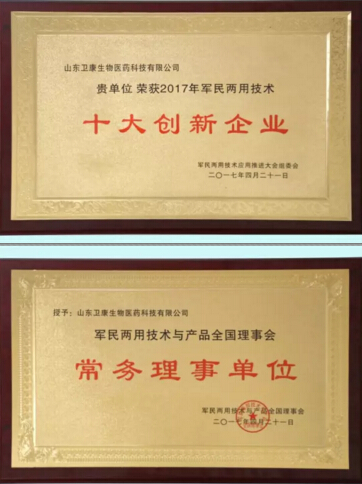 山东卫康生物医药科技有限公司
贵单位 荣获2017年军民两用技术
十大创新企业
军民两用技术应用推进大会组委会
二〇一七年四月二十一日
授予：山东卫康生物医药科技有限公司
军民两用技术与产品全国理事会
常务理事单位
军民两用技术与产品全国理事会
二〇一七年四月二十一日